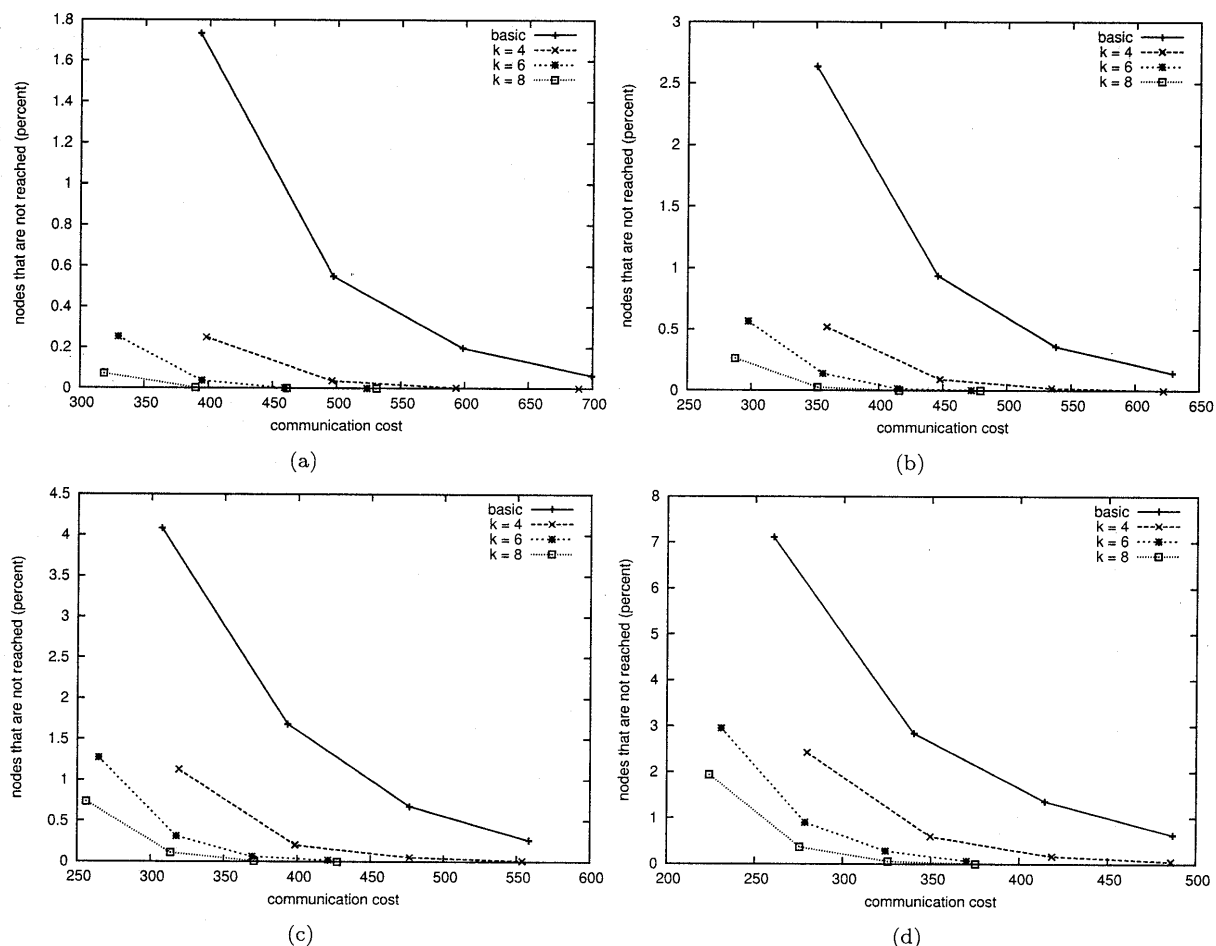 nodes that are not reached (percent)
1.8
1.6
1.4
1.2
1
0.8
0.6
0.4
0.2
0
300
350
400
450
500
550
600
650
700
communication cost
basic
k = 4
k = 6
k = 8
(a)
nodes that are not reached (percent)
3
2.5
2
1.5
1
0.5
0
250
300
350
400
450
500
550
600
650
communication cost
basic
k = 4
k = 6
k = 8
(b)
nodes that are not reached (percent)
4.5
4
3.5
3
2.5
2
1.5
1
0.5
0
250
300
350
400
450
500
550
600
communication cost
basic
k = 4
k = 6
k = 8
(c)
nodes that are not reached (percent)
8
7
6
5
4
3
2
1
0
200
250
300
350
400
450
500
communication cost
basic
k = 4
k = 6
k = 8
(d)